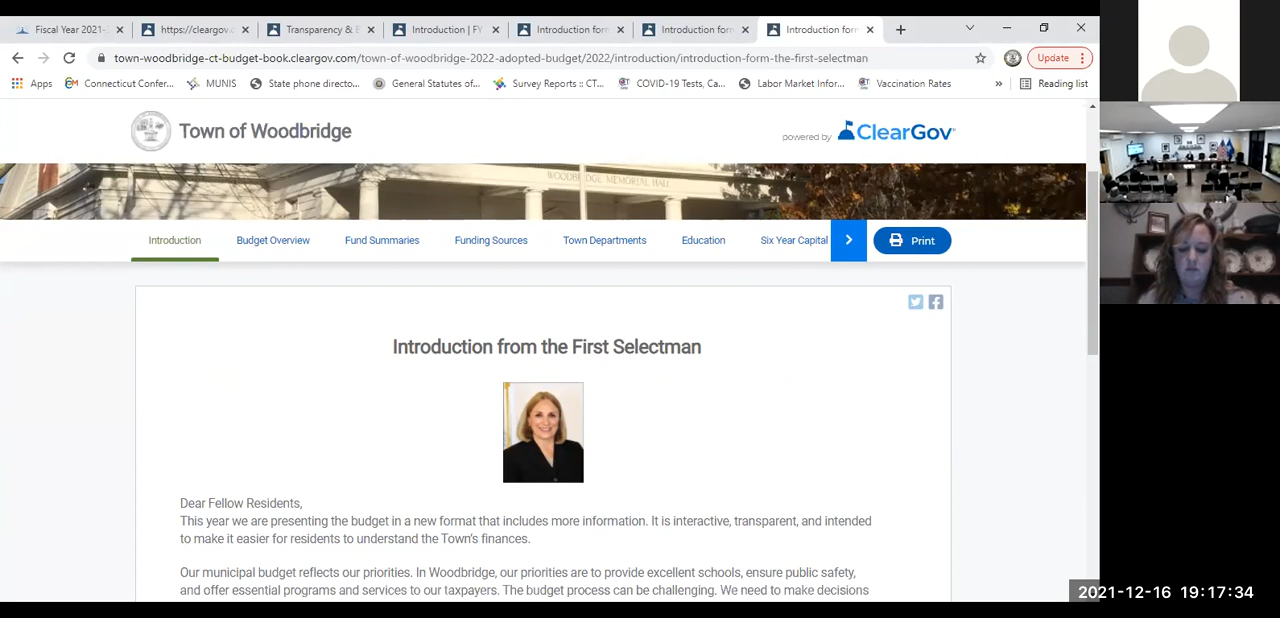 Fiscal Year 2021-
https://cleargov.c
Transparency & E
Introduction | FY
Introduction form
Introduction form
Introduction form
town-woodbridge-ct-budget-book.cleargov.com/town-of-woodbridge-2022-adopted-budget/2022/introduction/introduction-form-the-first-selectman
Update
Apps
Connecticut Confer...
MUNIS
State phone directo...
General Statutes of...
Survey Reports :: CT...
COVID-19 Tests, Ca...
Labor Market Infor...
Vaccination Rates
»
Reading list
Town of Woodbridge
powered by ClearGov
WOODBRIDGE MEMORIAL HALL
Introduction
Budget Overview
Fund Summaries
Funding Sources
Town Departments
Education
Six Year Capital
Print
Introduction from the First Selectman
Dear Fellow Residents,
This year we are presenting the budget in a new format that includes more information. It is interactive, transparent, and intended
to make it easier for residents to understand the Town's finances.
Our municipal budget reflects our priorities. In Woodbridge, our priorities are to provide excellent schools, ensure public safety,
and offer essential programs and services to our taxpayers. The budget process can be challenging. We need to make decisions
2021-12-16 19:17:34